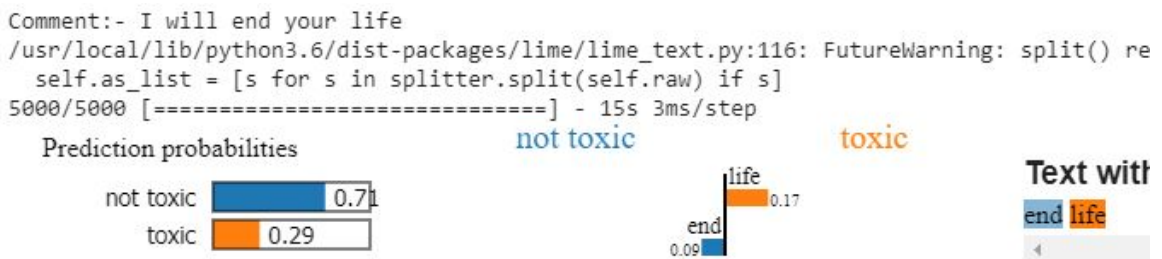 Comment:- I will end your life
/usr/local/lib/python3.6/dist-packages/lime/lime_text.py:116: FutureWarning: split() re
  self.as_list = [s for s in splitter.split(self.raw) if s]
5000/5000 [==============================] - 15s 3ms/step
Prediction probabilities
not toxic 0.71
toxic 0.29
not toxic toxic
life
0.17
end
0.09
Text with
end life